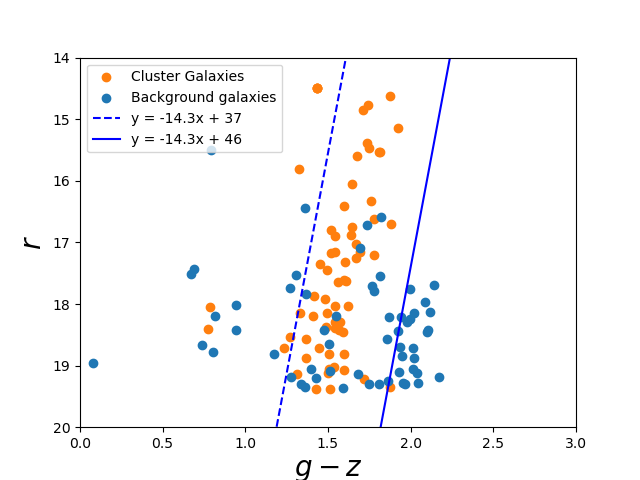 14
15
16
17
18
19
20
r
Cluster Galaxies
Background galaxies
y = -14.3x + 37
y = -14.3x + 46
0.0 0.5 1.0 1.5 2.0 2.5 3.0
g − z